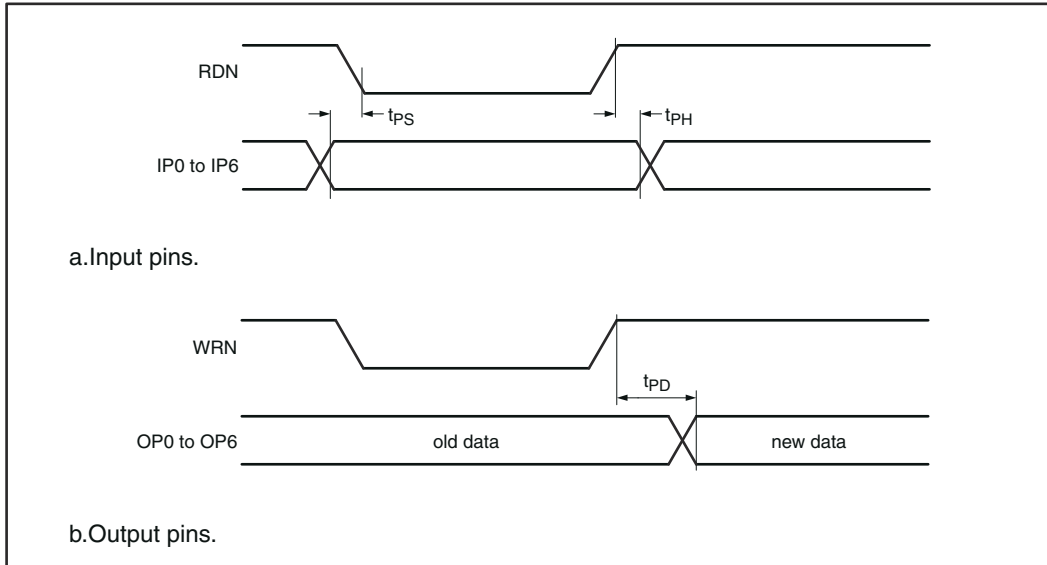 RDN
tPS
tPH
IP0 to IP6
a.Input pins.
WRN
tPD
OP0 to OP6
old data
new data
b.Output pins.